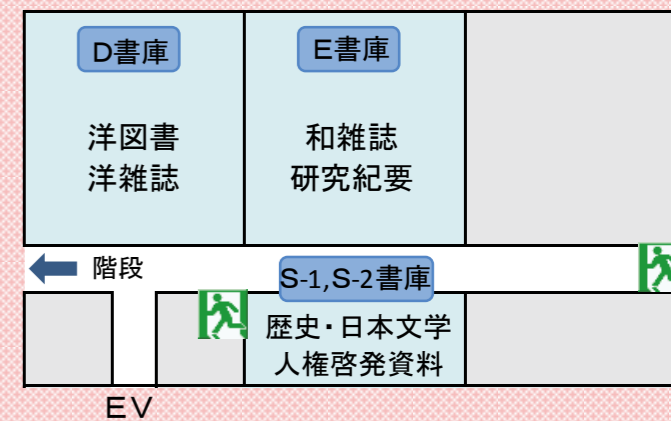 D書庫
E書庫
洋図書
洋雑誌
和雑誌
研究紀要
階段
S-1,S-2書庫
歴史・日本文学
人権啓発資料
EV